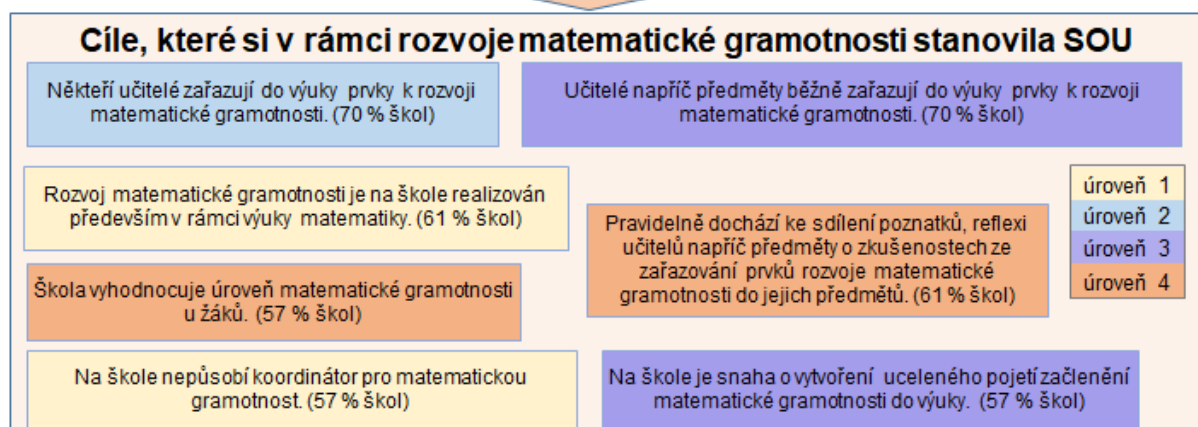 Cíle, které si v rámci rozvoje matematické gramotnosti stanovila SOU
Někteří učitelé zařazují do výuky prvky k rozvoji
matematické gramotnosti. (70 % škol)
Učitelé napříč předměty běžně zařazují do výuky prvky k rozvoji
matematické gramotnosti. (70 % škol)
Rozvoj matematické gramotnosti je na škole realizován
především v rámci výuky matematiky. (61 % škol)
Pravidelně dochází ke sdílení poznatků, reflexi
učitelů napříč předměty o zkušenostech ze
zařazování prvků rozvoje matematické
gramotnosti do jejich předmětů. (61 % škol)
úroveň 1
úroveň 2
úroveň 3
úroveň 4
Škola vyhodnocuje úroveň matematické gramotnosti
u žáků. (57 % škol)
Na škole nepůsobí koordinátor pro matematickou
gramotnost. (57 % škol)
Na škole je snaha o vytvoření uceleného pojetí začlenění
matematické gramotnosti do výuky. (57 % škol)